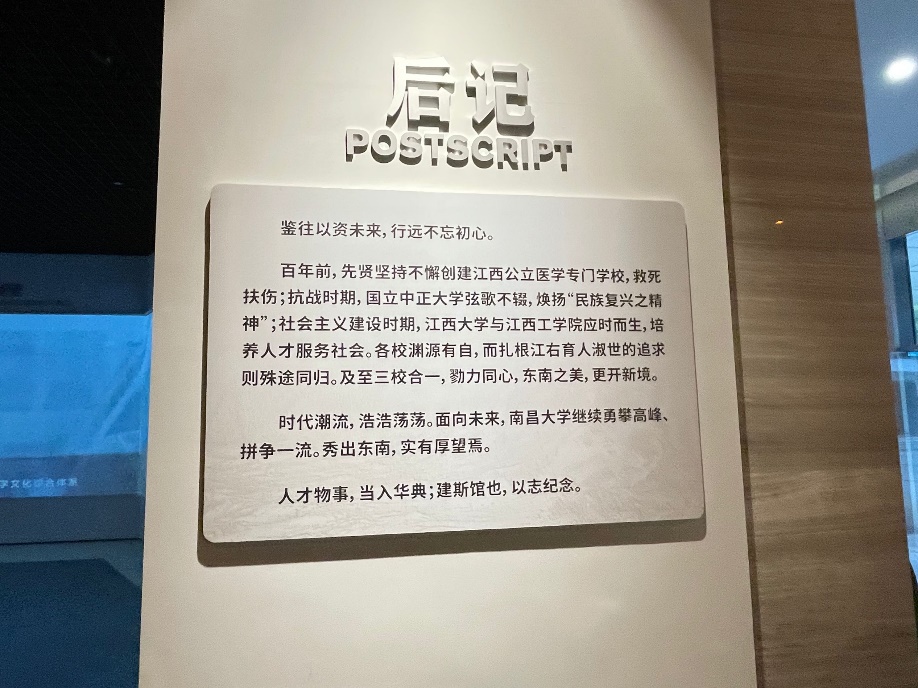 后记
POSTSCRIPT
鉴往以资未来，行远不忘初心。
百年前，先贤坚持不懈创建江西公立医学专门学校，救死
扶伤；抗战时期，国立中正大学弦歌不辍，焕扬“民族复兴之精
神”；社会主义建设时期，江西大学与江西工学院应时而生，培
养人才服务社会。各校渊源有自，而扎根江右育人淑世的追求
则殊途同归。及至三校合一，勠力同心，东南之美，更开新境。
时代潮流，浩浩荡荡。面向未来，南昌大学继续勇攀高峰、
拼争一流。秀出东南，实有厚望焉。
人才物事，当入华典；建斯馆也，以志纪念。
学文化综合体系